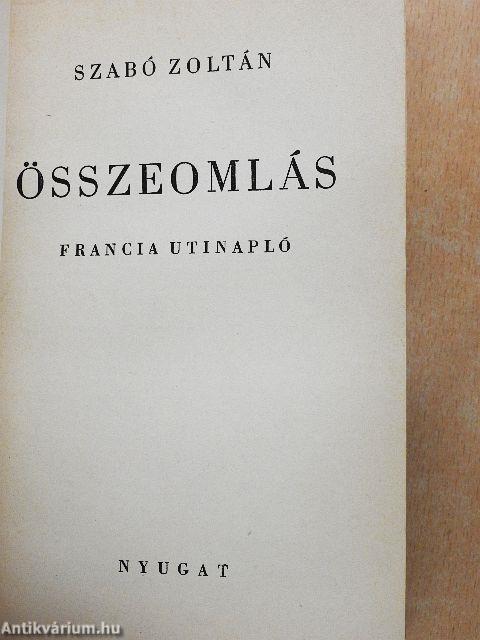 SZABÓ ZOLTÁN
ÖSSZEOMLÁS
FRANCIA UTINAPLÓ
NYUGAT
Antikvárium.hu